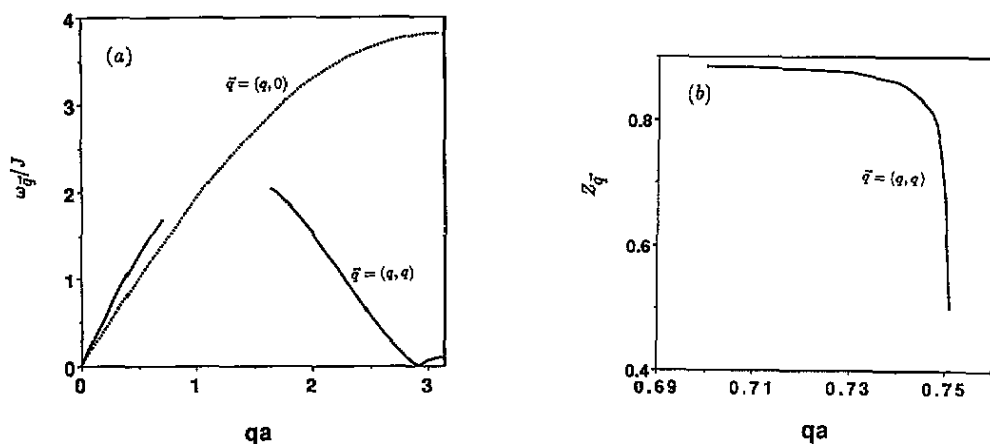 (a)
4
3
2
1
0
ω_q⃗/J
q⃗ = (q, 0)
q⃗ = (q, q)
0 1 2 3
qa
(b)
0.8
0.6
0.4
Z_q⃗
q⃗ = (q, q)
0.69 0.71 0.73 0.75
qa